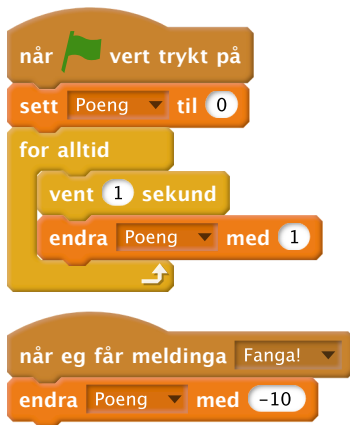 når vert trykt på
sett Poeng til 0
for alltid
vent 1 sekund
endra Poeng med 1
når eg får meldinga Fanga!
endra Poeng med -10